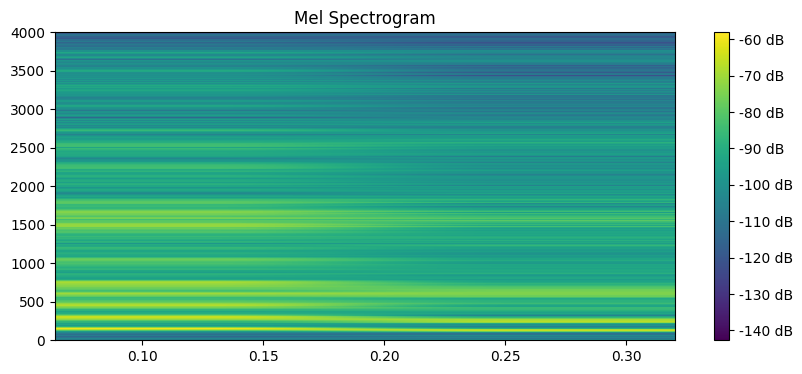 Mel Spectrogram
4000
3500
3000
2500
2000
1500
1000
500
0
0.10
0.15
0.20
0.25
0.30
-60 dB
-70 dB
-80 dB
-90 dB
-100 dB
-110 dB
-120 dB
-130 dB
-140 dB